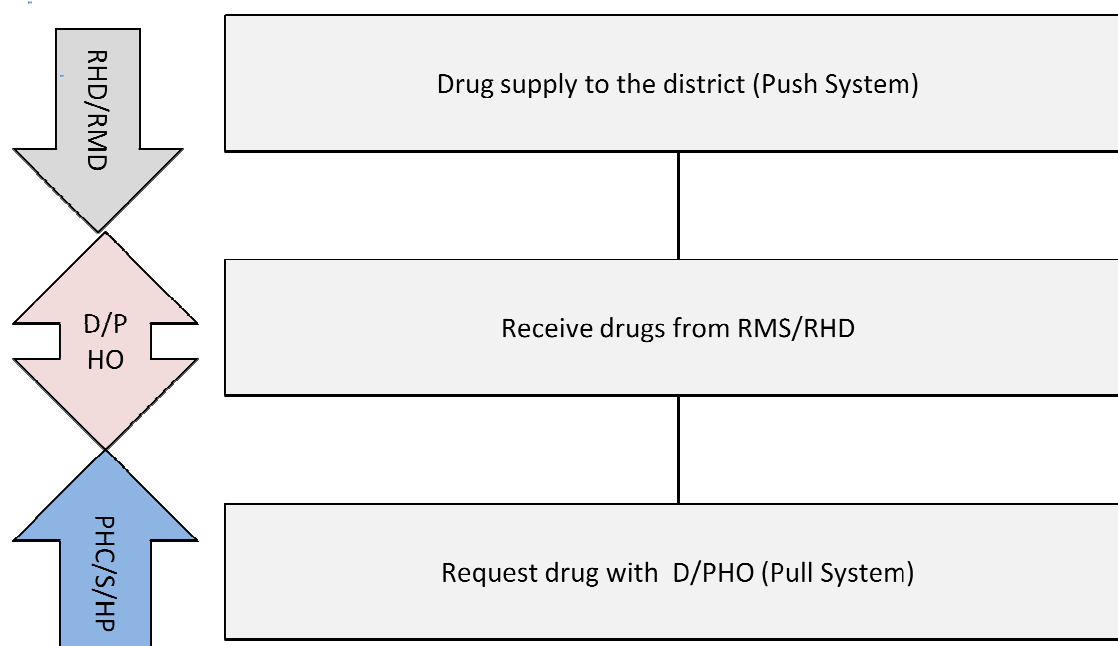 RHD/RMD
Drug supply to the district (Push System)
D/P
HO
Receive drugs from RMS/RHD
PHC/S/HP
Request drug with  D/PHO (Pull System)